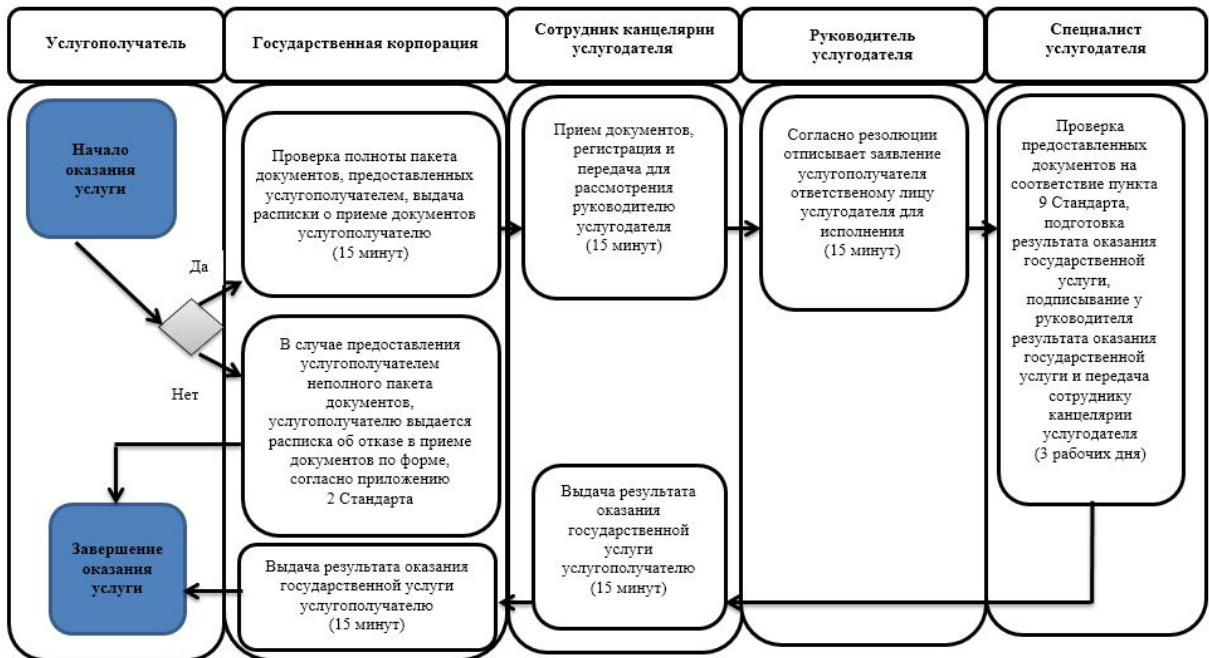 Услугополучатель
Государственная корпорация
Сотрудник канцелярии
услугодателя
Руководитель
услугодателя
Специалист
услугодателя
Начало
оказания
услуги
Да
Нет
Завершение
оказания
услуги
Проверка полноты пакета
документов, предоставленных
услугополучателем, выдача
расписки о приеме документов
услугополучателю
(15 минут)
В случае предоставления
услугополучателем
неполного пакета
документов,
услугополучателю выдается
расписка об отказе в приеме
документов по форме,
согласно приложению
2 Стандарта
Выдача результата оказания
государственной услуги
услугополучателю
(15 минут)
Прием документов,
регистрация и
передача для
рассмотрения
руководителю
услугодателя
(15 минут)
Выдача результата
оказания
государственной
услуги
услугополучателю
(15 минут)
Согласно резолюции
отписывает заявление
услугополучателя
ответственому лицу
услугодателя для
исполнения
(15 минут)
Проверка
предоставленных
документов на
соответствие пункта
9 Стандарта,
подготовка
результата оказания
государственной
услуги,
подписывание у
руководителя
результата оказания
государственной
услуги и передача
сотруднику
канцелярии
услугодателя
(3 рабочих дня)